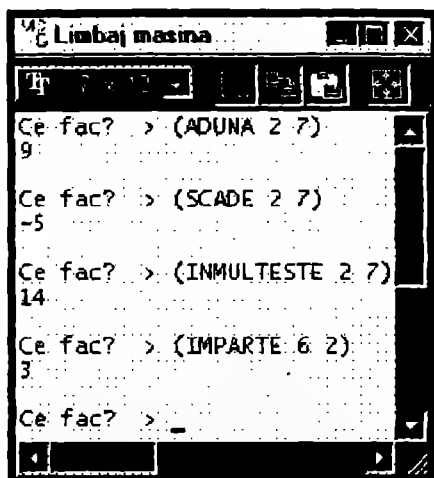 Limbaj masina
Ce fac? > (ADUNA 2 7)
9
Ce fac? > (SCADE 2 7)
-5
Ce fac? > (INMULTESTE 2 7)
14
Ce fac? > (IMPARTE 6 2)
3
Ce fac? > _